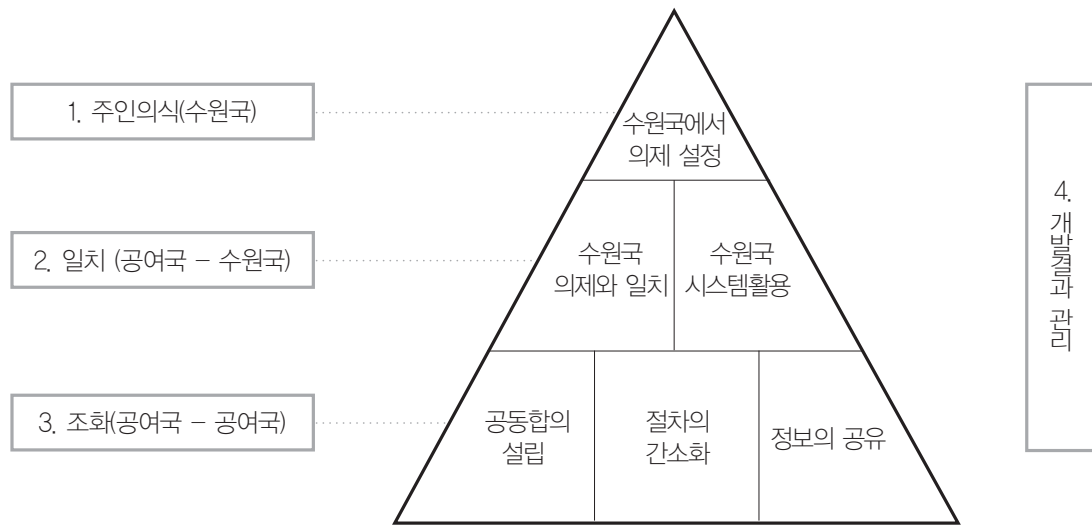 1. 주인의식(수원국)
수원국에서
의제 설정
2. 일치 (공여국 – 수원국)
수원국
의제와 일치
수원국
시스템활용
3. 조화(공여국 – 공여국)
공동합의
설립
절차의
간소화
정보의 공유
4. 개발결과 관리